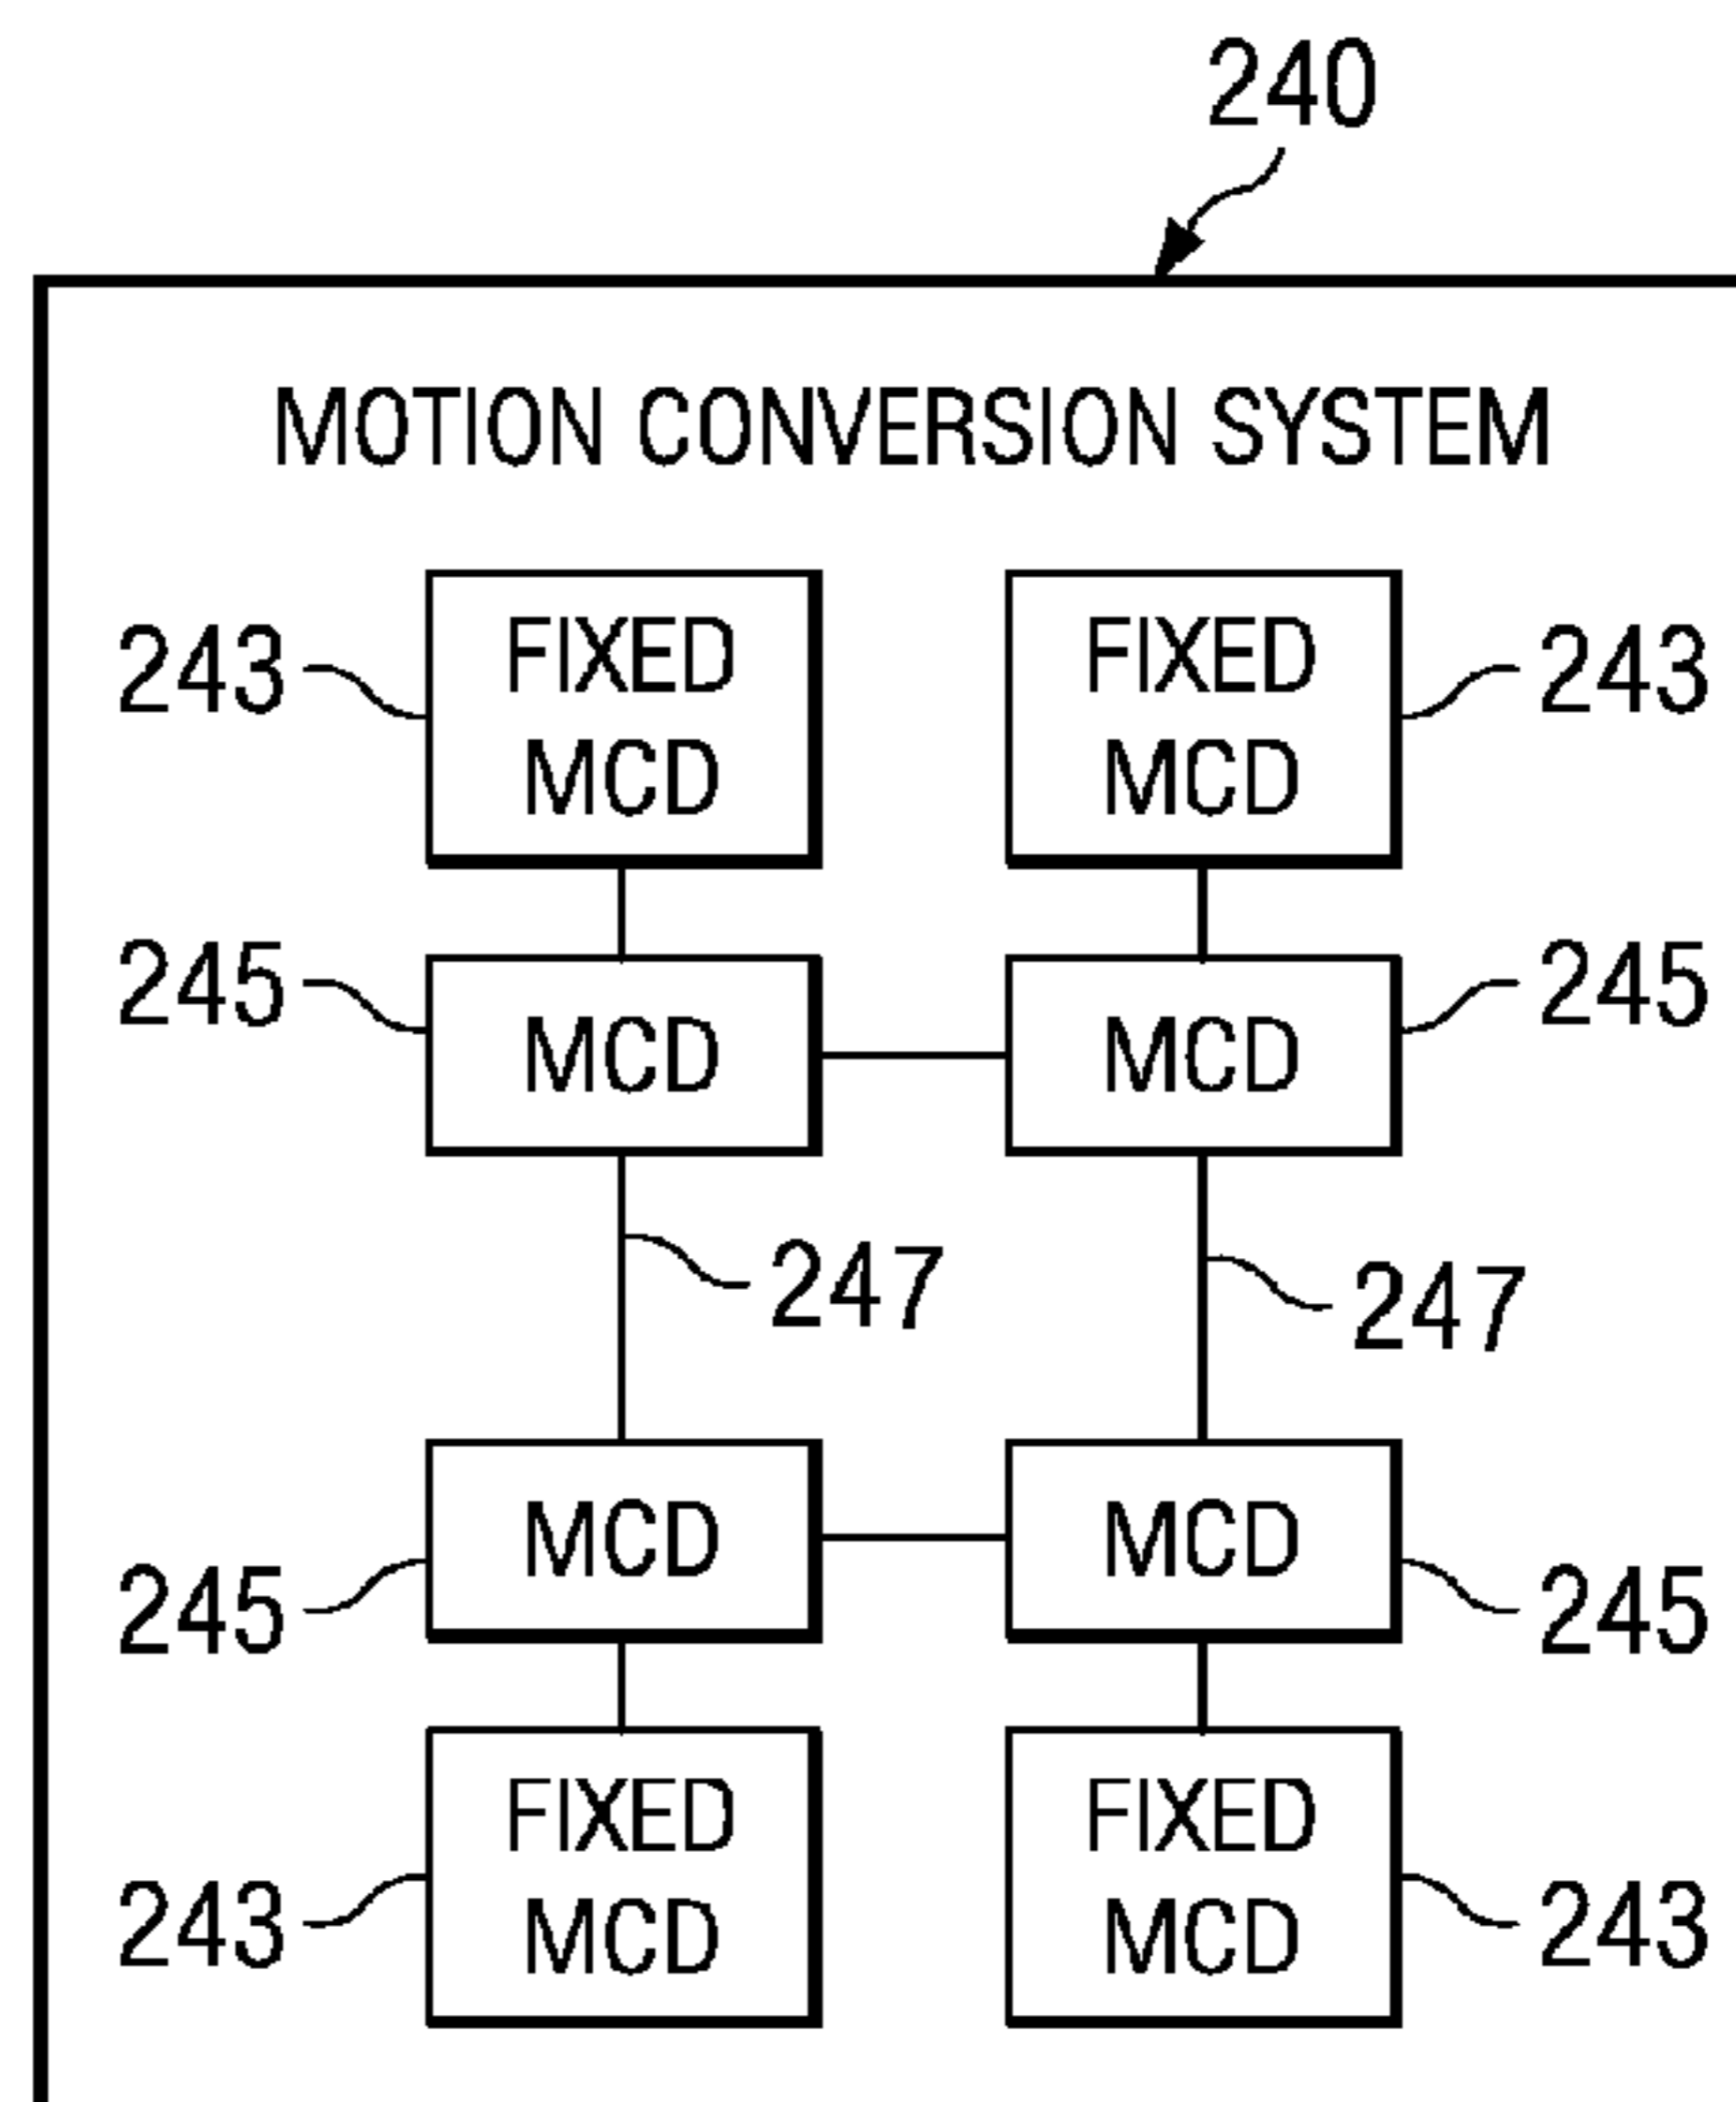 240
MOTION CONVERSION SYSTEM
243 FIXED MCD FIXED MCD 243
245 MCD MCD 245
247 247
245 MCD MCD 245
243 FIXED MCD FIXED MCD 243